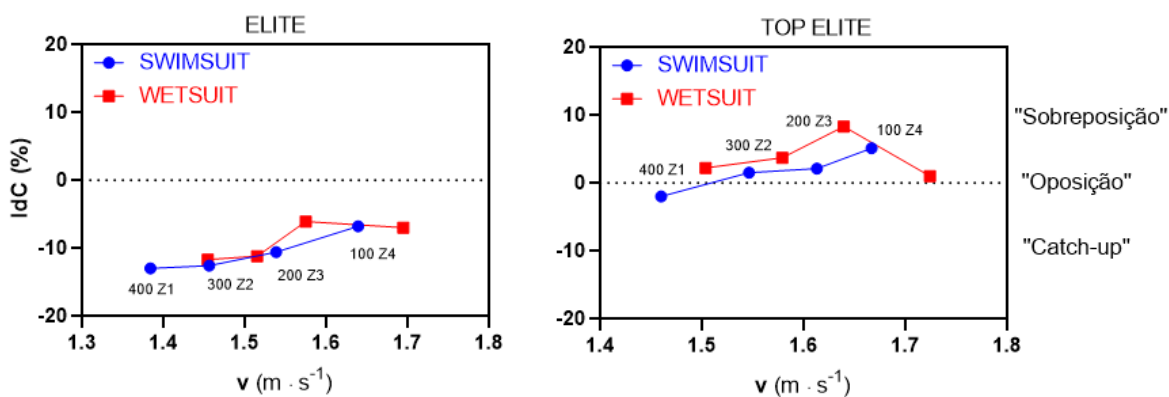 ELITE
20
10
0
-10
-20
IdC (%)
SWIMSUIT
WETSUIT
400 Z1
300 Z2
200 Z3
100 Z4
1.3 1.4 1.5 1.6 1.7 1.8
v (m · s⁻¹)
TOP ELITE
20
10
0
-10
-20
SWIMSUIT
WETSUIT
200 Z3
100 Z4
300 Z2
400 Z1
1.4 1.5 1.6 1.7 1.8
v (m · s⁻¹)
"Sobreposição"
"Oposição"
"Catch-up"